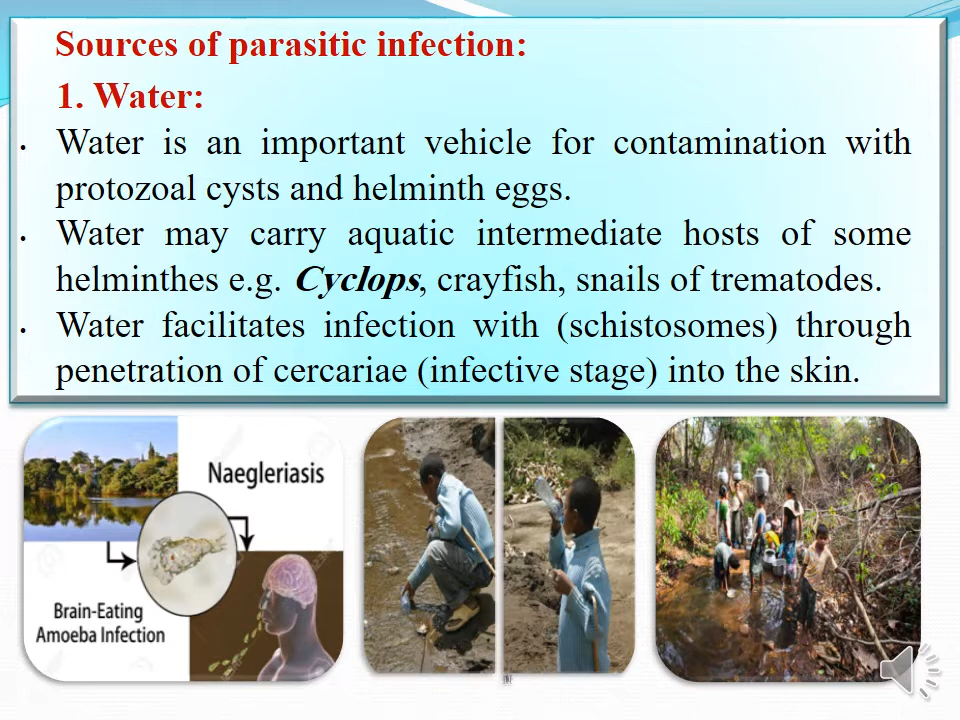 Sources of parasitic infection:
1. Water:
• Water is an important vehicle for contamination with
protozoal cysts and helminth eggs.
• Water may carry aquatic intermediate hosts of some
helminthes e.g. Cyclops, crayfish, snails of trematodes.
• Water facilitates infection with (schistosomes) through
penetration of cercariae (infective stage) into the skin.
Naegleriasis
Brain-Eating
Amoeba Infection